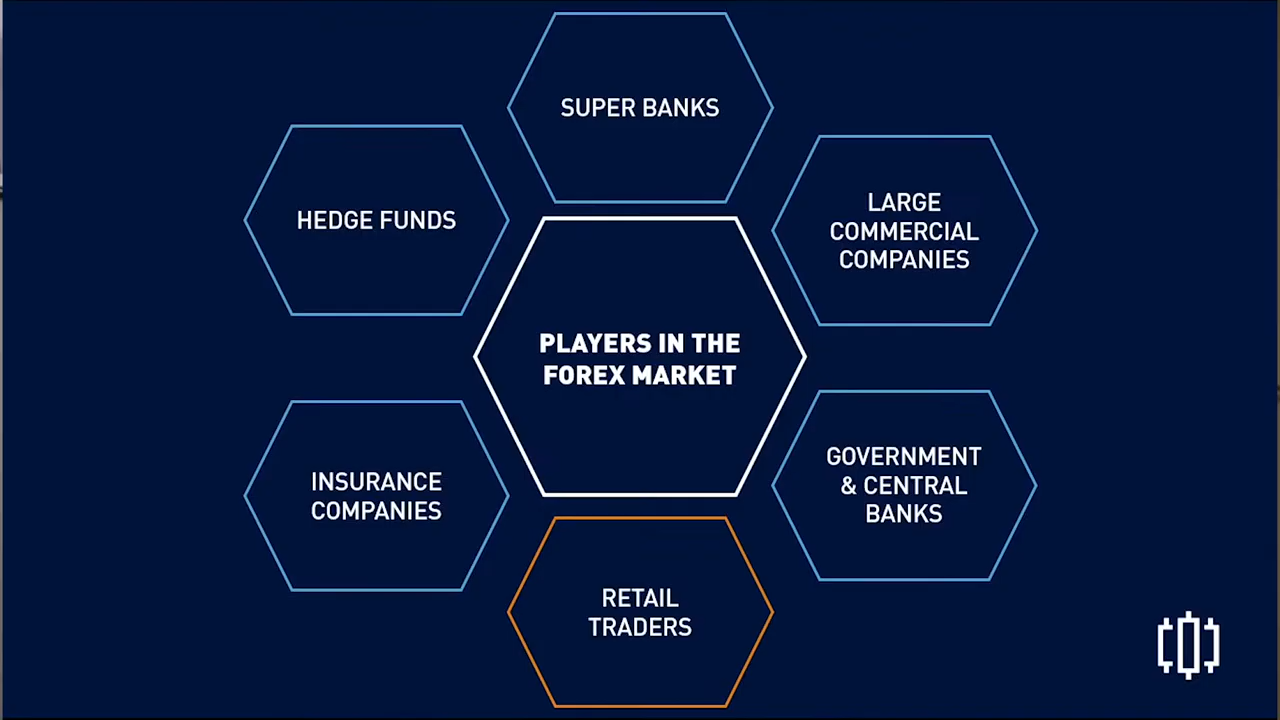 SUPER BANKS
HEDGE FUNDS
LARGE
COMMERCIAL
COMPANIES
PLAYERS IN THE
FOREX MARKET
INSURANCE
COMPANIES
GOVERNMENT
& CENTRAL
BANKS
RETAIL
TRADERS